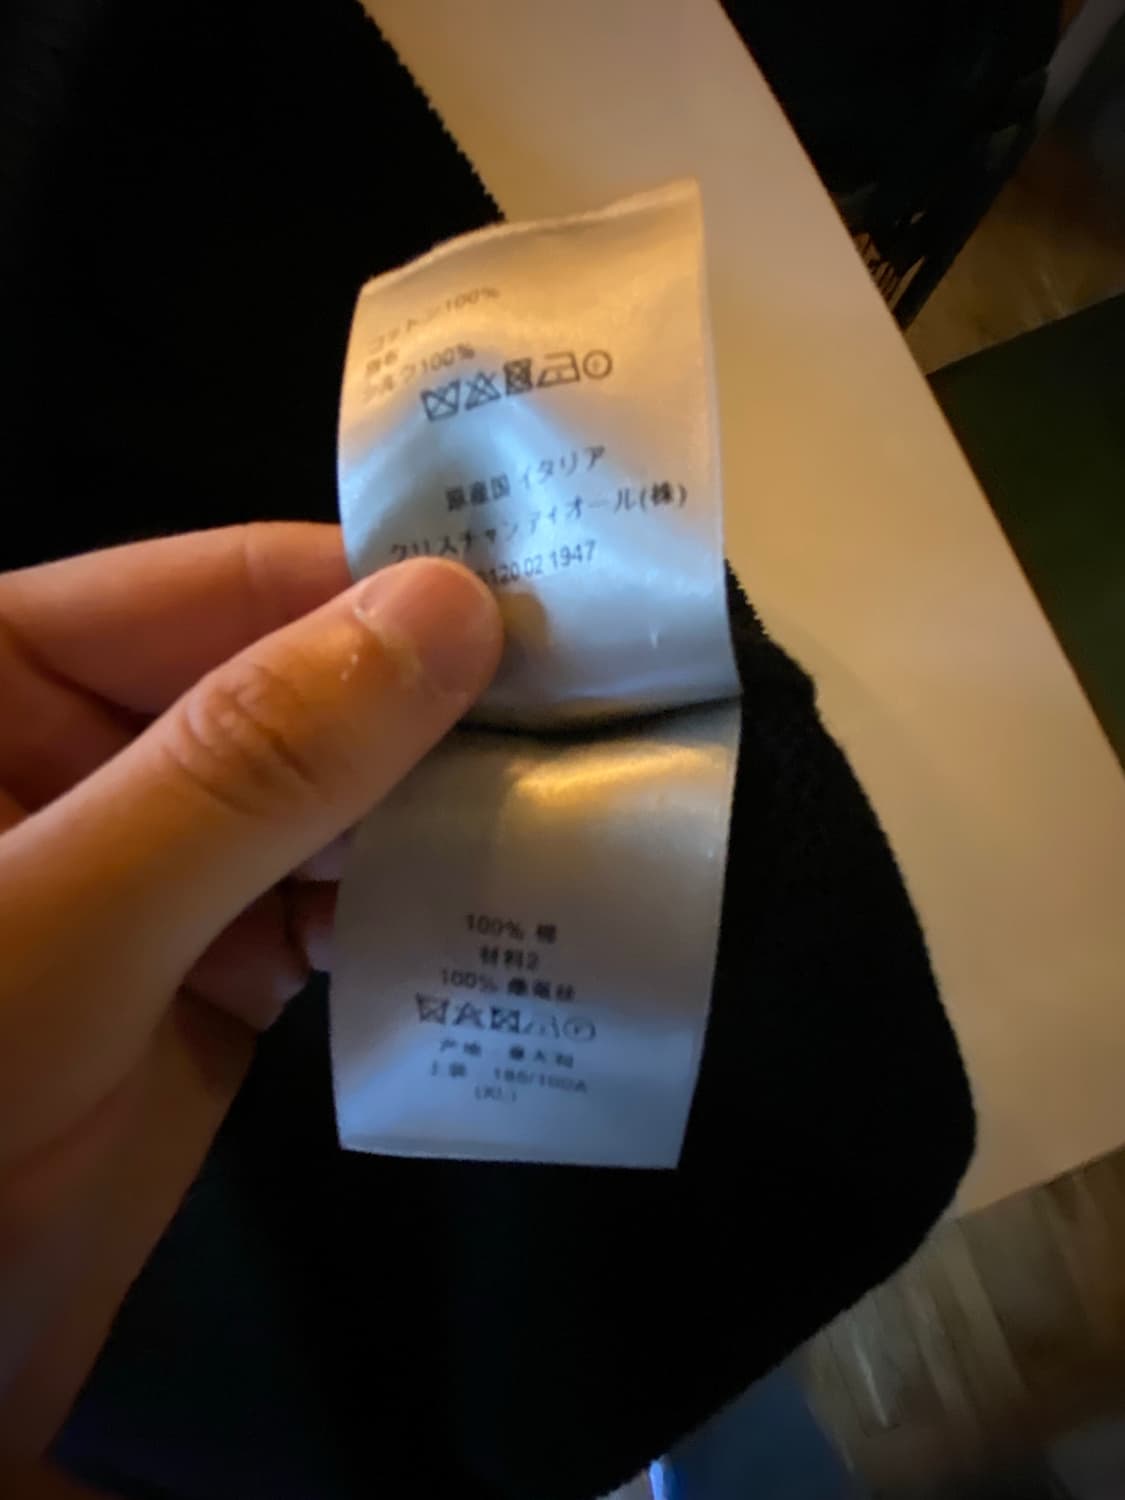 コットン100%
別布
シルク100%
原産国 イタリア
クリスチャンディオール(株)
0120 02 1947
100% 棉
材料2
100% 桑蚕丝
产地 : 意大利
上装 : 185/100A
(XL)